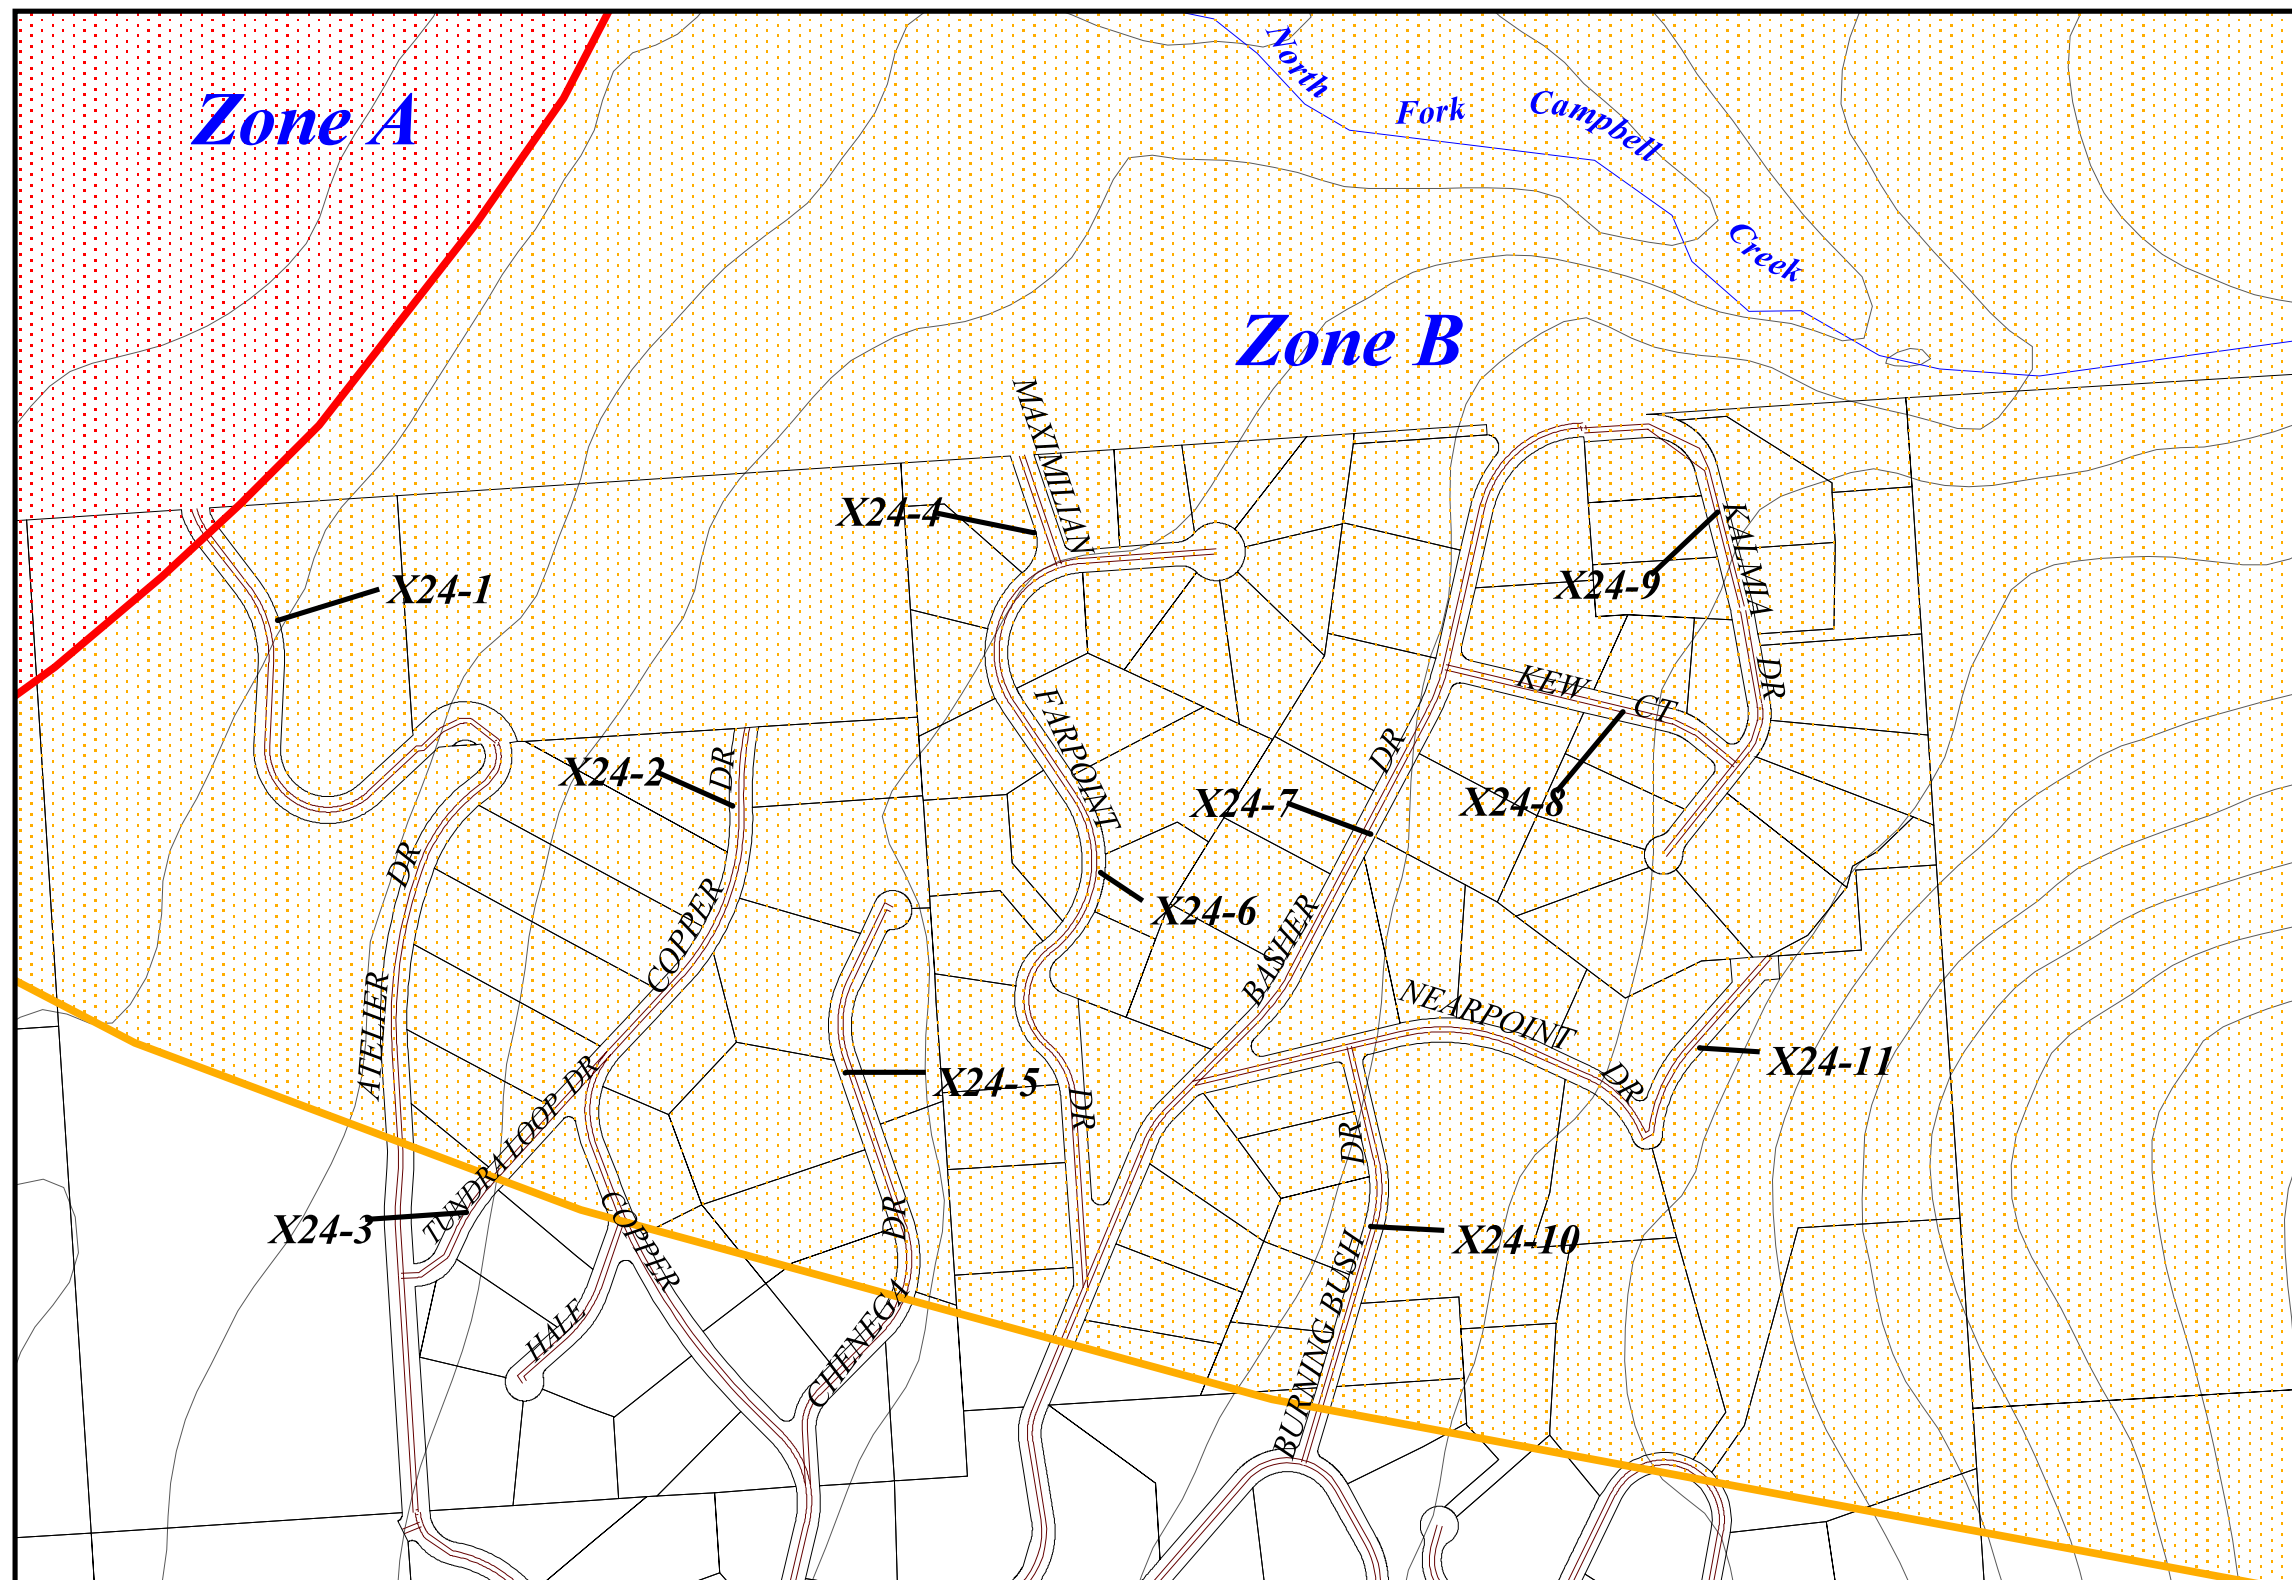 Zone A
North
Fork
Campbell
Creek
Zone B
MAXIMILIAN
X24-4
X24-1
X24-9
KALMIA
DR
KEW
CT
X24-2
DR
FARPOINT
DR
X24-7
X24-8
DR
COPPER
X24-6
BASHER
ATELIER
NEARPOINT
DR
X24-11
X24-5
TUNDRA LOOP DR
DR
DR
X24-3
COPPER
DR
X24-10
BURNING BUSH
HALE
CHENEGA